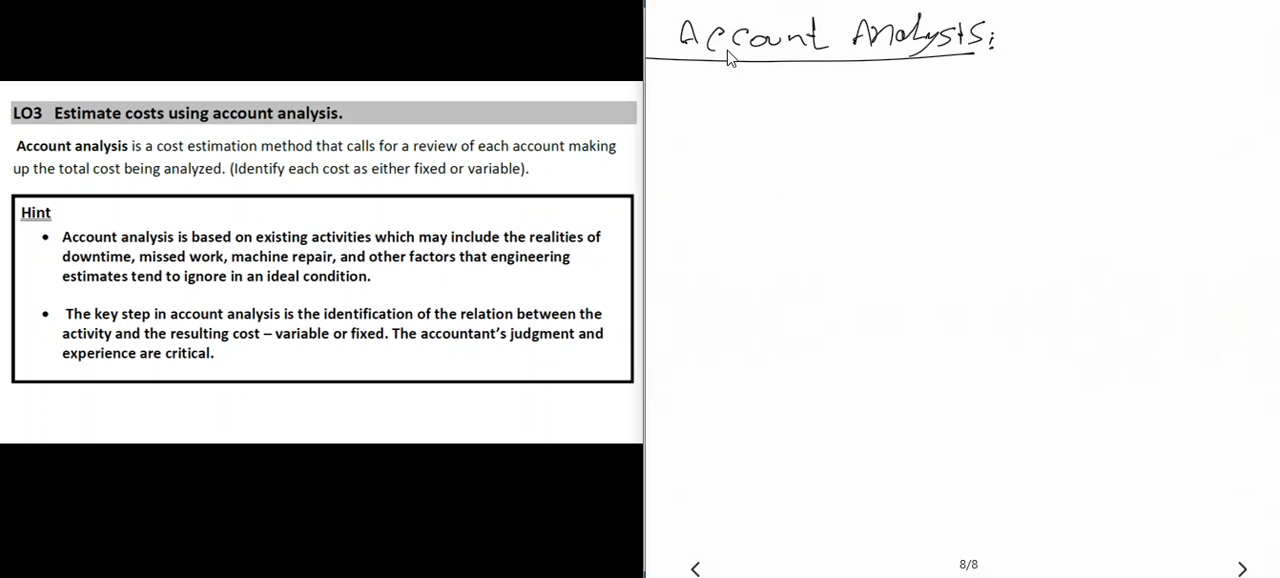 LO3 Estimate costs using account analysis.
Account analysis is a cost estimation method that calls for a review of each account making
up the total cost being analyzed. (Identify each cost as either fixed or variable).
Hint
• Account analysis is based on existing activities which may include the realities of
downtime, missed work, machine repair, and other factors that engineering
estimates tend to ignore in an ideal condition.
• The key step in account analysis is the identification of the relation between the
activity and the resulting cost – variable or fixed. The accountant's judgment and
experience are critical.
Account Analysis:
8/8